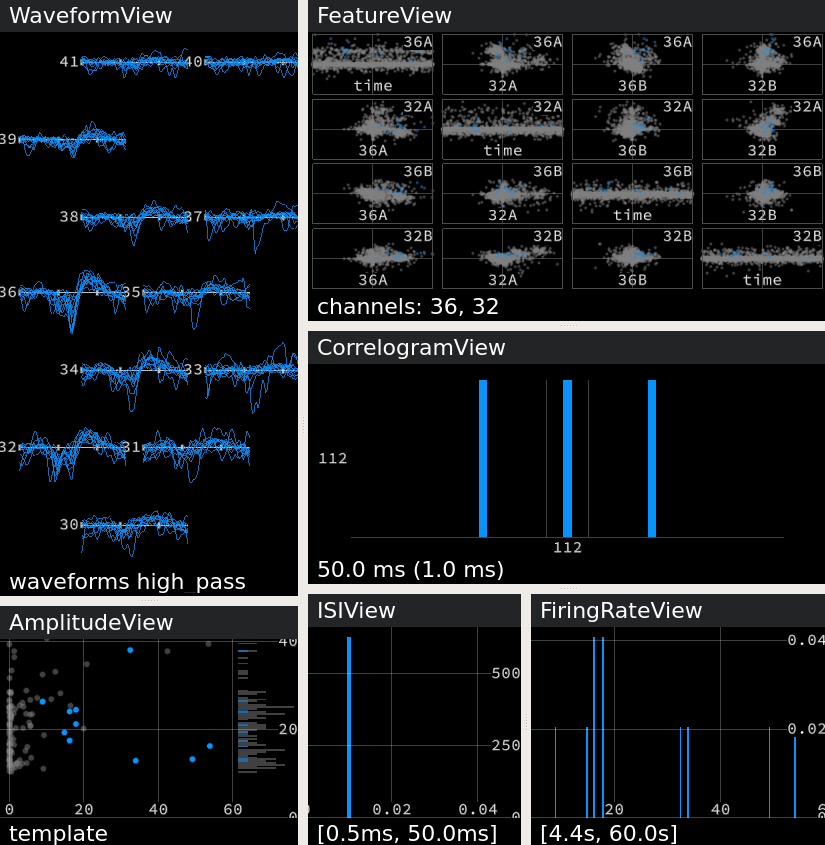 WaveformView
41 40
39
38 37
36 35
34 33
32 31
30
waveforms high_pass
FeatureView
36A 36A 36A 36A
time 32A 36B 32B
32A 32A 32A 32A
36A time 36B 32B
36B 36B 36B 36B
36A 32A time 32B
32B 32B 32B 32B
36A 32A 36B time
channels: 36, 32
CorrelogramView
112
112
50.0 ms (1.0 ms)
AmplitudeView
40
20
0 20 40 60 0
template
ISIView
500
250
0 0.02 0.04 0
[0.5ms, 50.0ms]
FiringRateView
0.04
0.02
20 40
[4.4s, 60.0s]